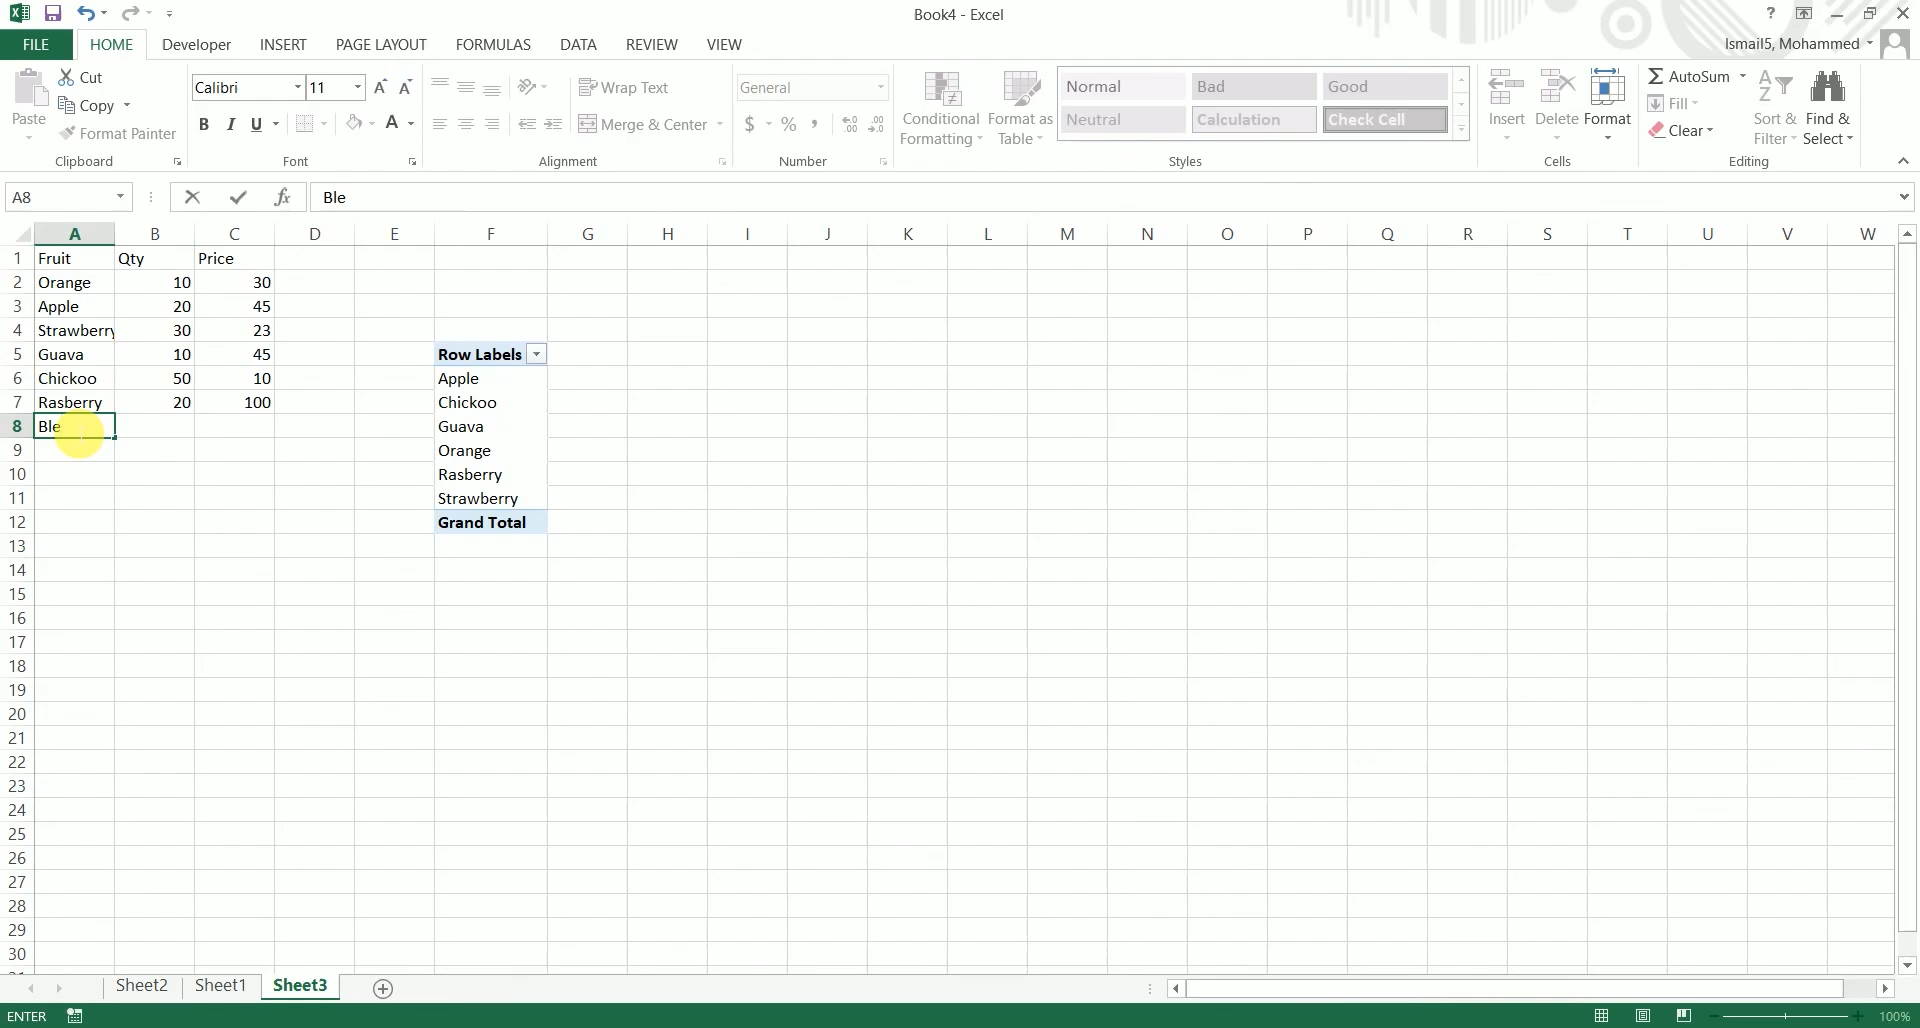 Book4 - Excel
?
FILE HOME Developer INSERT PAGE LAYOUT FORMULAS DATA REVIEW VIEW
Ismail5, Mohammed
Paste
Cut
Copy
Format Painter
Clipboard
Calibri 11
B I U
Font
Wrap Text
Merge & Center
Alignment
General
$ % ,
Number
Conditional Formatting
Format as Table
Normal Bad Good
Neutral Calculation Check Cell
Styles
Insert Delete Format
Cells
AutoSum
Fill
Clear
Sort & Filter
Find & Select
Editing
A8 fx Ble
A B C D E F G H I J K L M N O P Q R S T U V W
1 Fruit Qty Price
2 Orange 10 30
3 Apple 20 45
4 Strawberry 30 23
5 Guava 10 45 Row Labels
6 Chickoo 50 10 Apple
7 Rasberry 20 100 Chickoo
8 Ble Guava
9 Orange
10 Rasberry
11 Strawberry
12 Grand Total
13
14
15
16
17
18
19
20
21
22
23
24
25
26
27
28
29
30
Sheet2 Sheet1 Sheet3
ENTER 100%